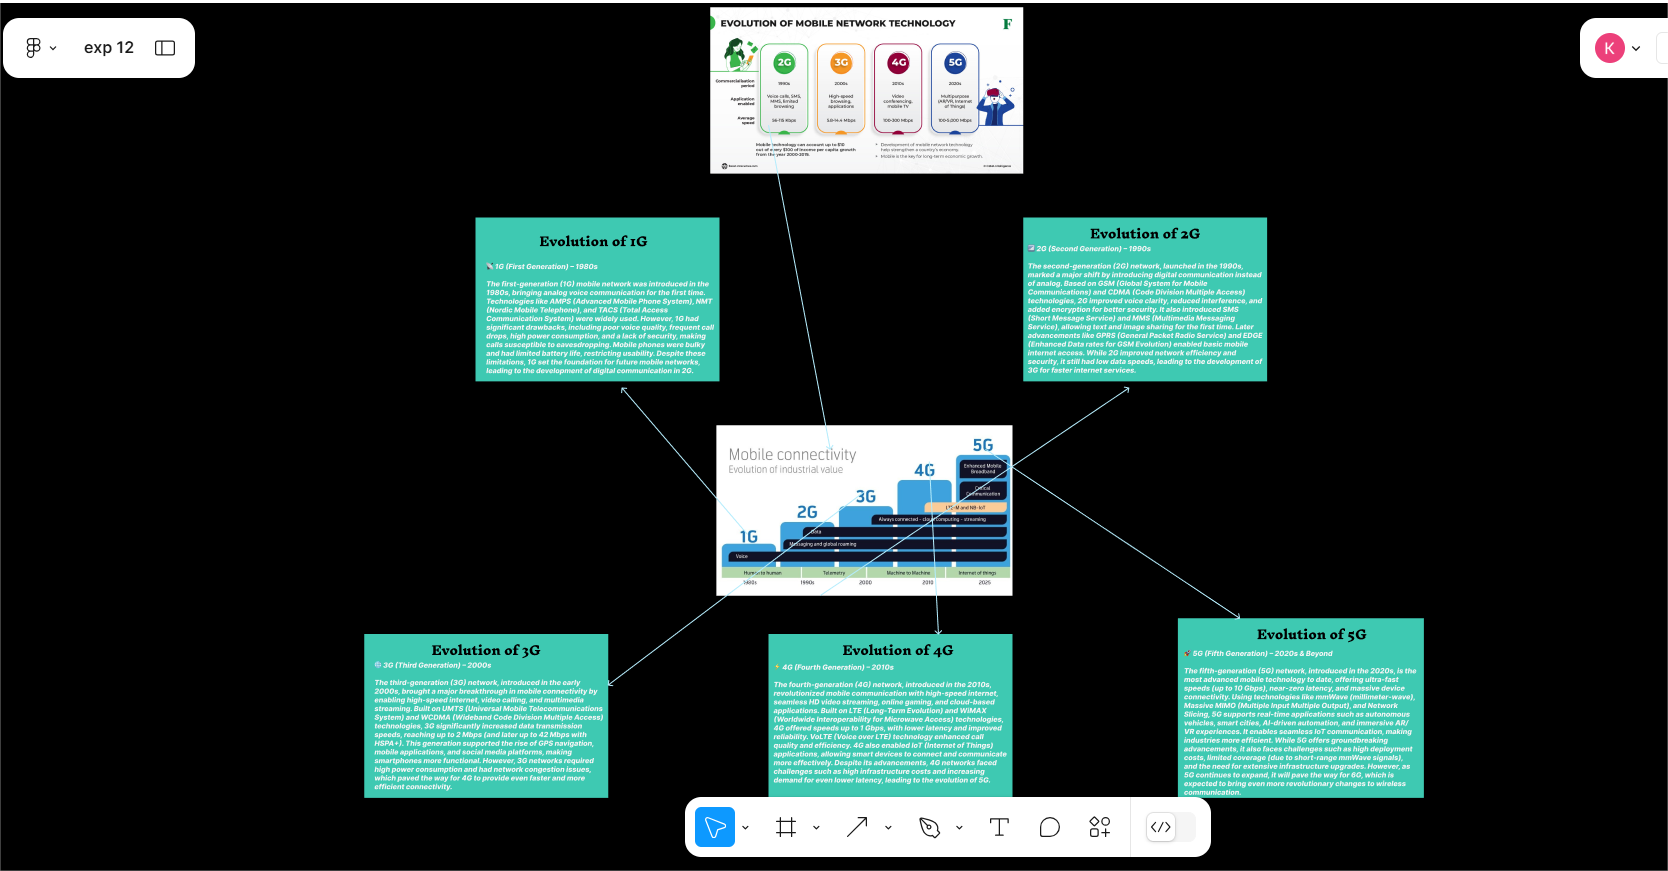 exp 12
K
EVOLUTION OF MOBILE NETWORK TECHNOLOGY
F
2G
3G
4G
5G
Commercialisation
period
1990s
2000s
2010s
2020s
Application
enabled
Voice calls, SMS,
MMS, limited
browsing
High-speed
browsing,
applications
Video
conferencing,
mobile TV
Multipurpose
(AR/VR, Internet
of Things)
Average
speed
56-115 Kbps
5.8-14.4 Mbps
100-300 Mbps
100-5,000 Mbps
Mobile technology can account up to $10
out of every $100 of income per capita growth
from the year 2000-2015.
Development of mobile network technology
help strengthen a country's economy.
Mobile is the key for long-term economic growth.
Evolution of 1G
1G (First Generation) – 1980s
The first-generation (1G) mobile network was introduced in the
1980s, bringing analog voice communication for the first time.
Technologies like AMPS (Advanced Mobile Phone System), NMT
(Nordic Mobile Telephone), and TACS (Total Access
Communication System) were widely used. However, 1G had
significant drawbacks, including poor voice quality, frequent call
drops, high power consumption, and a lack of security, making
calls susceptible to eavesdropping. Mobile phones were bulky
and had limited battery life, restricting usability. Despite these
limitations, 1G set the foundation for future mobile networks,
leading to the development of digital communication in 2G.
Evolution of 2G
2G (Second Generation) – 1990s
The second-generation (2G) network, launched in the 1990s,
marked a major shift by introducing digital communication instead
of analog. Based on GSM (Global System for Mobile
Communications) and CDMA (Code Division Multiple Access)
technologies, 2G improved voice clarity, reduced interference, and
added encryption for better security. It also introduced SMS
(Short Message Service) and MMS (Multimedia Messaging
Service), allowing text and image sharing for the first time. Later
advancements like GPRS (General Packet Radio Service) and EDGE
(Enhanced Data rates for GSM Evolution) enabled basic mobile
internet access. While 2G improved network efficiency and
security, it still had low data speeds, leading to the development of
3G for faster internet services.
Mobile connectivity
Evolution of industrial value
5G
4G
3G
2G
1G
Enhanced Mobile
Broadband
Critical
Communication
LTE-M and NB-IoT
Always connected - cloud computing - streaming
Data
Messaging and global roaming
Voice
Human to human
Telemetry
Machine to Machine
Internet of things
1980s
1990s
2000
2010
2025
Evolution of 3G
3G (Third Generation) – 2000s
The third-generation (3G) network, introduced in the early
2000s, brought a major breakthrough in mobile connectivity by
enabling high-speed internet, video calling, and multimedia
streaming. Built on UMTS (Universal Mobile Telecommunications
System) and WCDMA (Wideband Code Division Multiple Access)
technologies, 3G significantly increased data transmission
speeds, reaching up to 2 Mbps (and later up to 42 Mbps with
HSPA+). This generation supported the rise of GPS navigation,
mobile applications, and social media platforms, making
smartphones more functional. However, 3G networks required
high power consumption and had network congestion issues,
which paved the way for 4G to provide even faster and more
efficient connectivity.
Evolution of 4G
4G (Fourth Generation) – 2010s
The fourth-generation (4G) network, introduced in the 2010s,
revolutionized mobile communication with high-speed internet,
seamless HD video streaming, online gaming, and cloud-based
applications. Built on LTE (Long-Term Evolution) and WiMAX
(Worldwide Interoperability for Microwave Access) technologies,
4G offered speeds up to 1 Gbps, with lower latency and improved
reliability. VoLTE (Voice over LTE) technology enhanced call
quality and efficiency. 4G also enabled IoT (Internet of Things)
applications, allowing smart devices to connect and communicate
more effectively. Despite its advancements, 4G networks faced
challenges such as high infrastructure costs and increasing
demand for even lower latency, leading to the evolution of 5G.
Evolution of 5G
5G (Fifth Generation) – 2020s & Beyond
The fifth-generation (5G) network, introduced in the 2020s, is the
most advanced mobile technology to date, offering ultra-fast
speeds (up to 10 Gbps), near-zero latency, and massive device
connectivity. Using technologies like mmWave (millimeter-wave),
Massive MIMO (Multiple Input Multiple Output), and Network
Slicing, 5G supports real-time applications such as autonomous
vehicles, smart cities, AI-driven automation, and immersive AR/
VR experiences. It enables seamless IoT communication, making
industries more efficient. While 5G offers groundbreaking
advancements, it also faces challenges such as high deployment
costs, limited coverage (due to short-range mmWave signals),
and the need for extensive infrastructure upgrades. However, as
5G continues to expand, it will pave the way for 6G, which is
expected to bring even more revolutionary changes to wireless
communication.